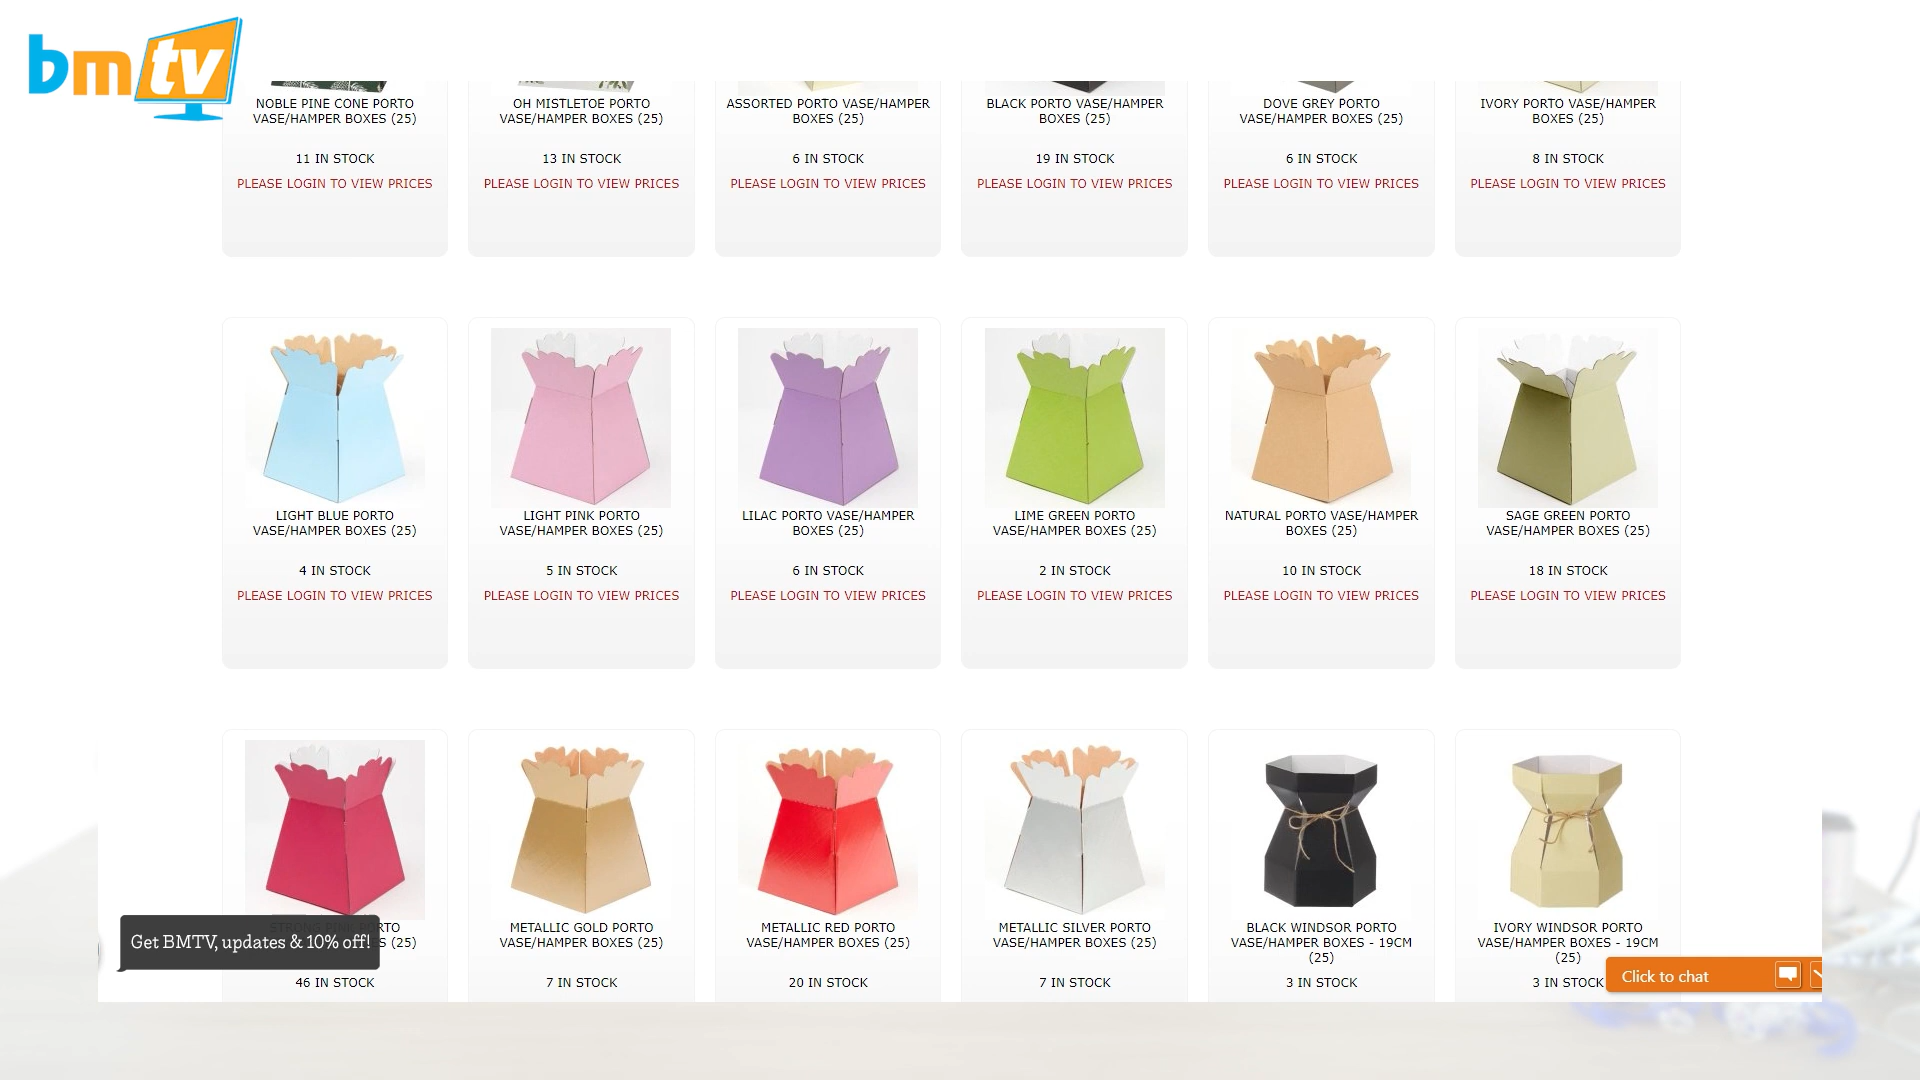 bmtv
NOBLE PINE CONE PORTO
VASE/HAMPER BOXES (25)
11 IN STOCK
PLEASE LOGIN TO VIEW PRICES
OH MISTLETOE PORTO
VASE/HAMPER BOXES (25)
13 IN STOCK
PLEASE LOGIN TO VIEW PRICES
ASSORTED PORTO VASE/HAMPER
BOXES (25)
6 IN STOCK
PLEASE LOGIN TO VIEW PRICES
BLACK PORTO VASE/HAMPER
BOXES (25)
19 IN STOCK
PLEASE LOGIN TO VIEW PRICES
DOVE GREY PORTO
VASE/HAMPER BOXES (25)
6 IN STOCK
PLEASE LOGIN TO VIEW PRICES
IVORY PORTO VASE/HAMPER
BOXES (25)
8 IN STOCK
PLEASE LOGIN TO VIEW PRICES
LIGHT BLUE PORTO
VASE/HAMPER BOXES (25)
4 IN STOCK
PLEASE LOGIN TO VIEW PRICES
LIGHT PINK PORTO
VASE/HAMPER BOXES (25)
5 IN STOCK
PLEASE LOGIN TO VIEW PRICES
LILAC PORTO VASE/HAMPER
BOXES (25)
6 IN STOCK
PLEASE LOGIN TO VIEW PRICES
LIME GREEN PORTO
VASE/HAMPER BOXES (25)
2 IN STOCK
PLEASE LOGIN TO VIEW PRICES
NATURAL PORTO VASE/HAMPER
BOXES (25)
10 IN STOCK
PLEASE LOGIN TO VIEW PRICES
SAGE GREEN PORTO
VASE/HAMPER BOXES (25)
18 IN STOCK
PLEASE LOGIN TO VIEW PRICES
STRONG PINK PORTO
(25)
Get BMTV, updates & 10% off!
46 IN STOCK
METALLIC GOLD PORTO
VASE/HAMPER BOXES (25)
7 IN STOCK
METALLIC RED PORTO
VASE/HAMPER BOXES (25)
20 IN STOCK
METALLIC SILVER PORTO
VASE/HAMPER BOXES (25)
7 IN STOCK
BLACK WINDSOR PORTO
VASE/HAMPER BOXES - 19CM
(25)
3 IN STOCK
IVORY WINDSOR PORTO
VASE/HAMPER BOXES - 19CM
(25)
3 IN STOCK
Click to chat